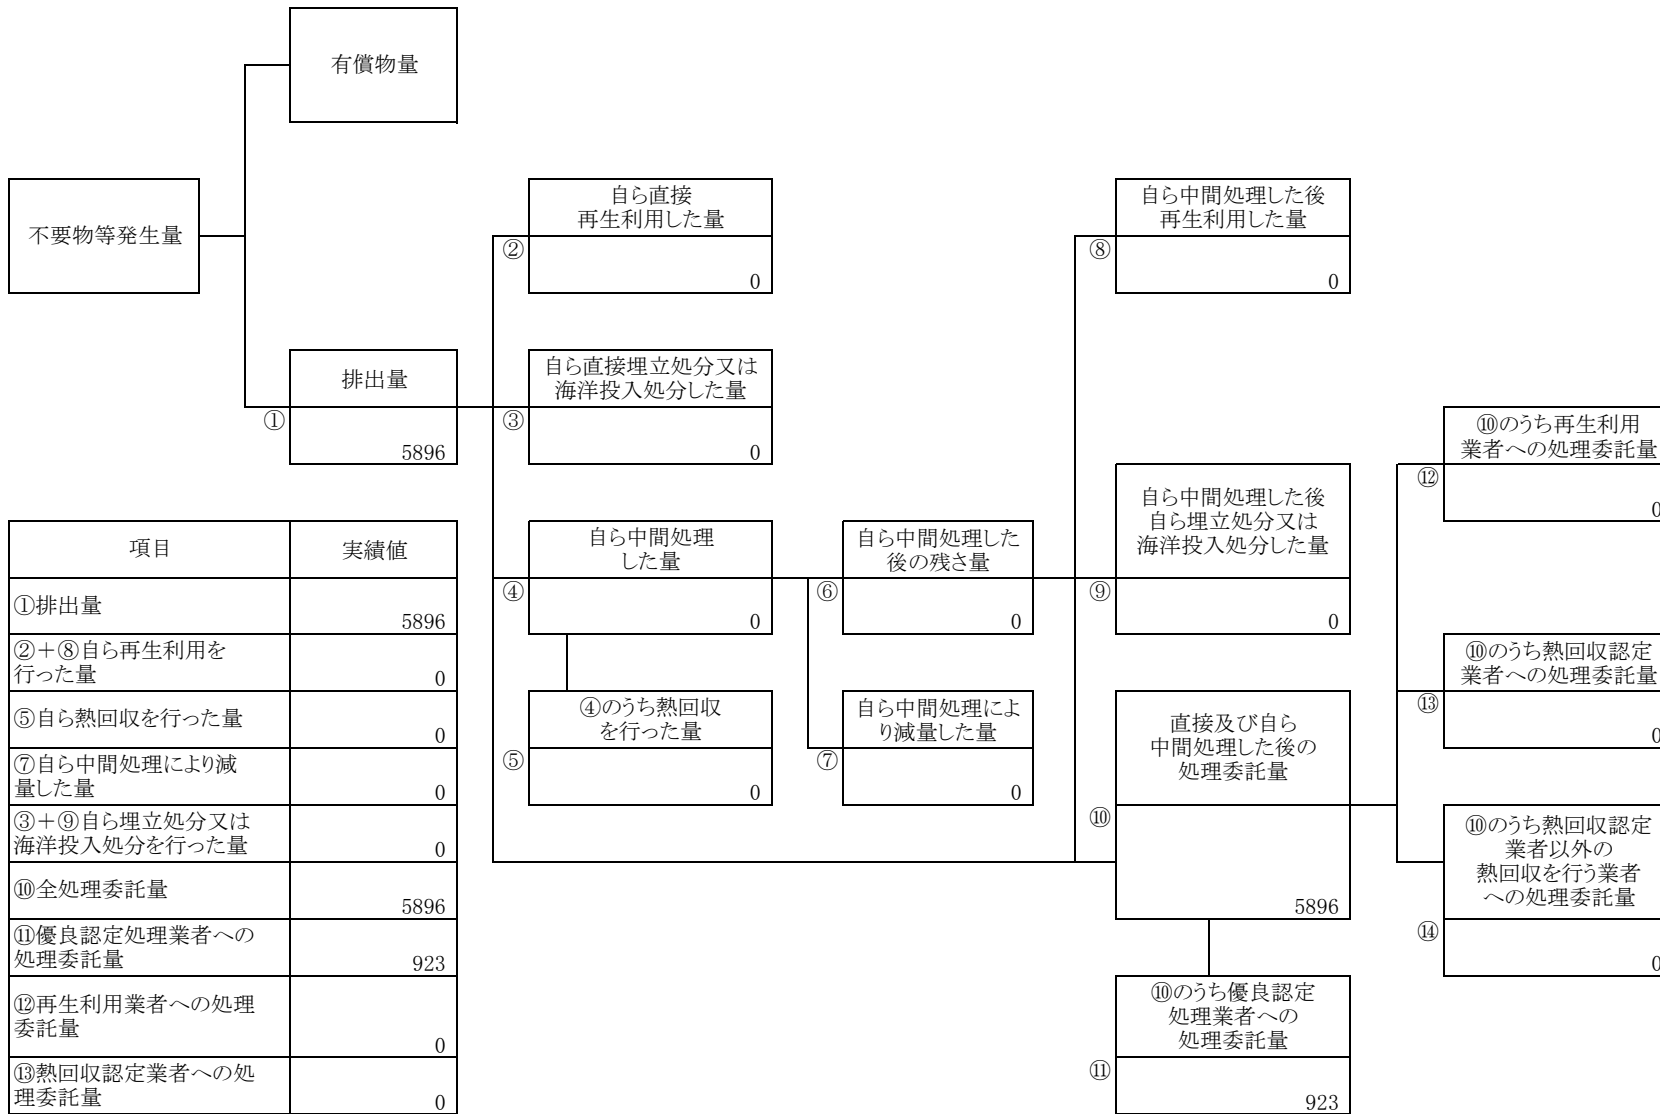 有償物量
不要物等発生量
自ら直接
再生利用した量
②
0
自ら中間処理した後
再生利用した量
⑧
0
排出量
①
5896
自ら直接埋立処分又は
海洋投入処分した量
③
0
⑩のうち再生利用
業者への処理委託量
⑫
0
自ら中間処理
した量
④
0
自ら中間処理した
後の残さ量
⑥
0
自ら中間処理した後
自ら埋立処分又は
海洋投入処分した量
⑨
0
⑩のうち熱回収認定
業者への処理委託量
⑬
0
④のうち熱回収
を行った量
⑤
0
自ら中間処理によ
り減量した量
⑦
0
直接及び自ら
中間処理した後の
処理委託量
⑩
5896
⑩のうち熱回収認定
業者以外の
熱回収を行う業者
への処理委託量
⑭
0
⑩のうち優良認定
処理業者への
処理委託量
⑪
923
項目 実績値
①排出量 5896
②+⑧自ら再生利用を
行った量 0
⑤自ら熱回収を行った量 0
⑦自ら中間処理により減
量した量 0
③+⑨自ら埋立処分又は
海洋投入処分を行った量 0
⑩全処理委託量 5896
⑪優良認定処理業者への
処理委託量 923
⑫再生利用業者への処理
委託量 0
⑬熱回収認定業者への処
理委託量 0